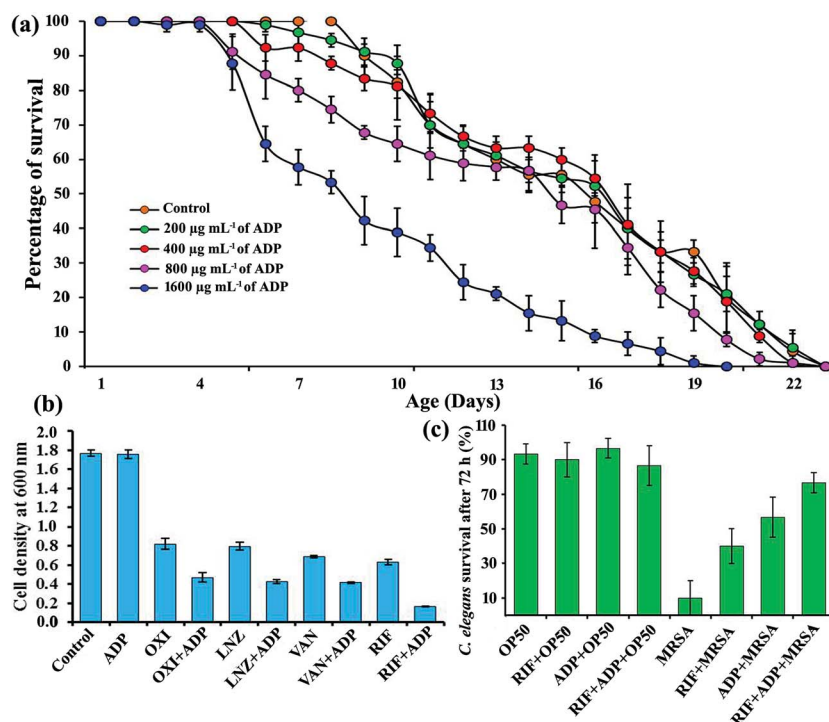 (a)
Percentage of survival
100
90
80
70
60
50
40
30
20
10
0
Control
200 µg mL-1 of ADP
400 µg mL-1 of ADP
800 µg mL-1 of ADP
1600 µg mL-1 of ADP
1 4 7 10 13 16 19 22
Age (Days)
(b)
Cell density at 600 nm
2.0
1.8
1.6
1.4
1.2
1.0
0.8
0.6
0.4
0.2
0.0
Control
ADP
OXI
OXI+ADP
LNZ
LNZ+ADP
VAN
VAN+ADP
RIF
RIF+ADP
(c)
C. elegans survival after 72 h (%)
110
90
70
50
30
10
OP50
RIF+OP50
ADP+OP50
RIF+ADP+OP50
MRSA
RIF+MRSA
ADP+MRSA
RIF+ADP+MRSA